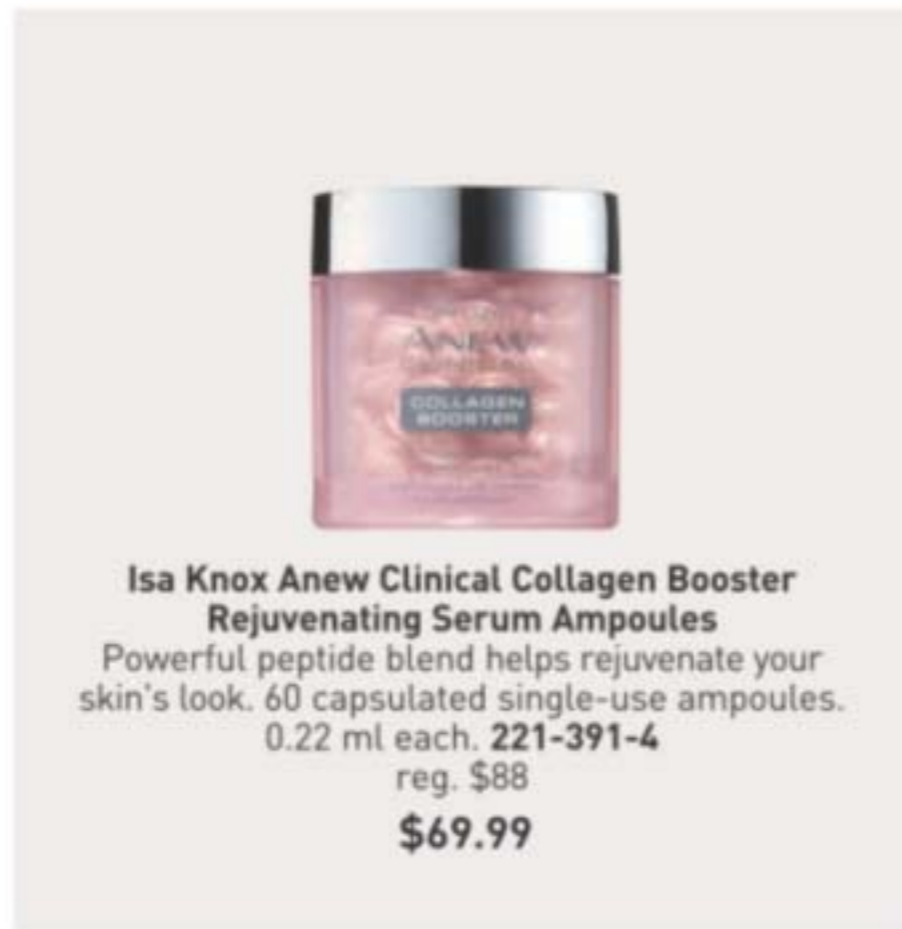 ANEW
COLLAGEN
BOOSTER
Isa Knox Anew Clinical Collagen Booster
Rejuvenating Serum Ampoules
Powerful peptide blend helps rejuvenate your
skin's look. 60 capsulated single-use ampoules.
0.22 ml each. 221-391-4
reg. $88
$69.99